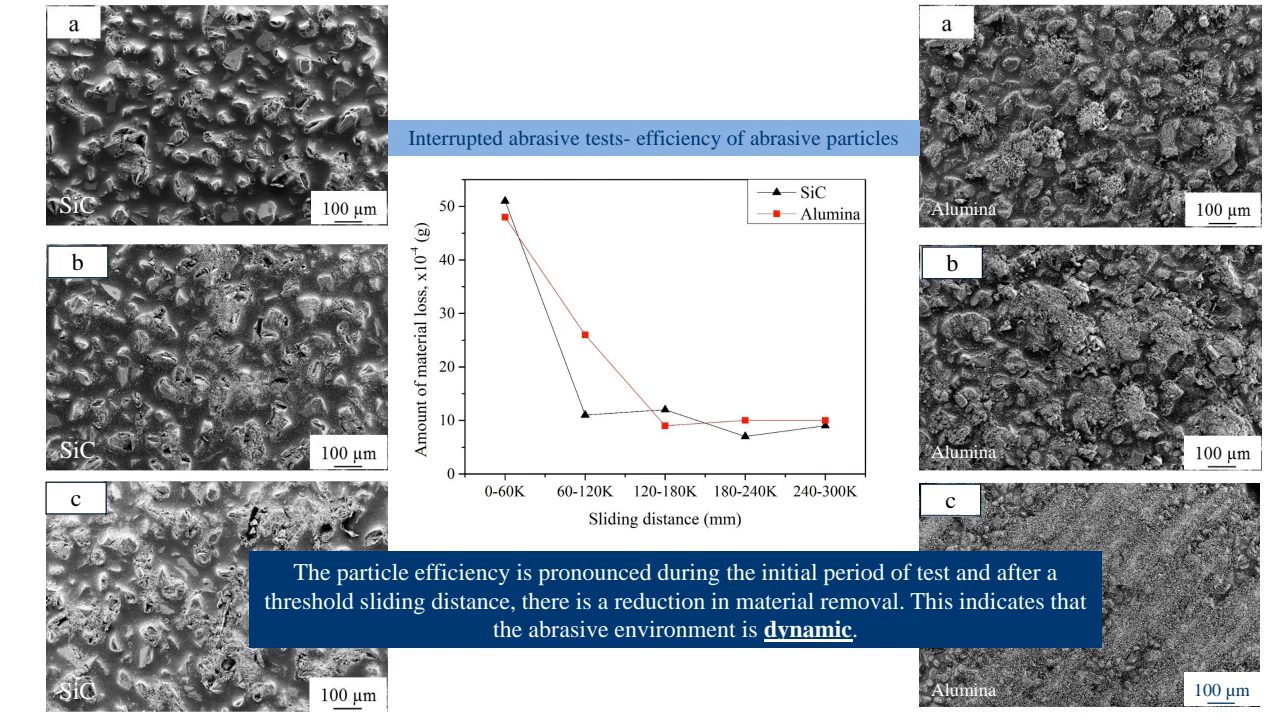 a
SiC
100 μm
b
SiC
100 μm
c
SiC
100 μm
Interrupted abrasive tests- efficiency of abrasive particles
SiC
Alumina
Amount of material loss, x10⁻⁴ (g)
50
40
30
20
10
0
0-60K 60-120K 120-180K 180-240K 240-300K
Sliding distance (mm)
The particle efficiency is pronounced during the initial period of test and after a
threshold sliding distance, there is a reduction in material removal. This indicates that
the abrasive environment is dynamic.
a
Alumina
100 μm
b
Alumina
100 μm
c
Alumina
100 μm